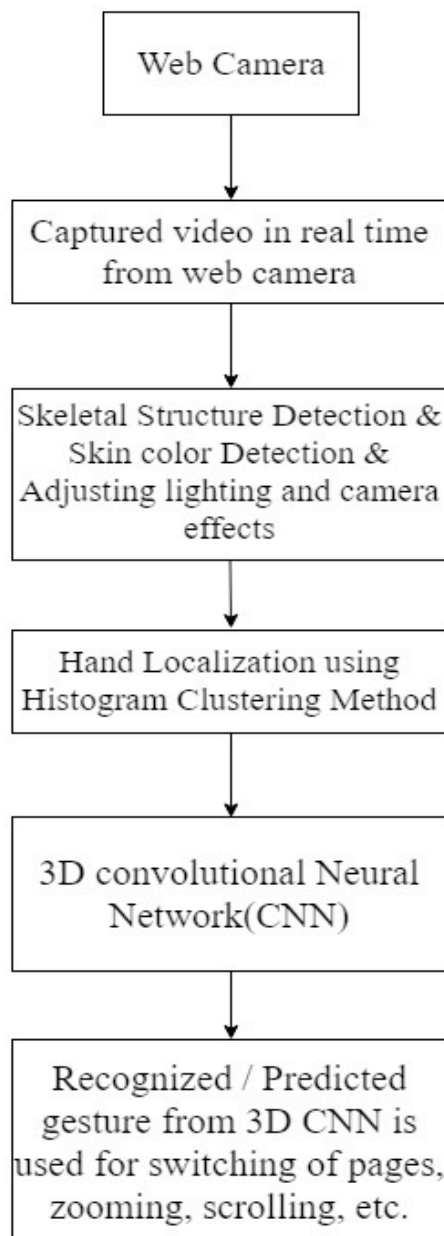 Web Camera
Captured video in real time
from web camera
Skeletal Structure Detection &
Skin color Detection &
Adjusting lighting and camera
effects
Hand Localization using
Histogram Clustering Method
3D convolutional Neural
Network(CNN)
Recognized / Predicted
gesture from 3D CNN is
used for switching of pages,
zooming, scrolling, etc.